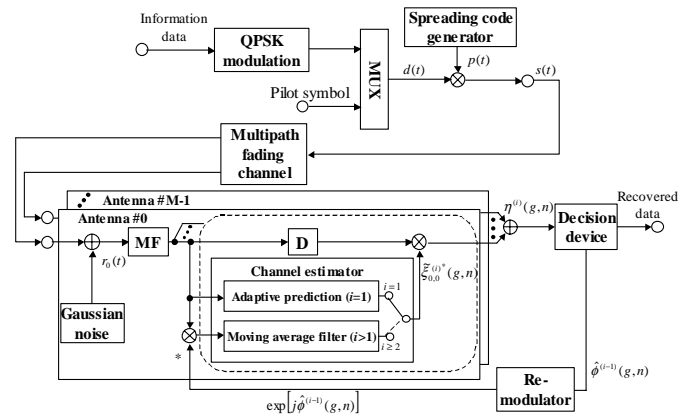 Information
data
QPSK
modulation
Pilot symbol
MUX
d(t)
Spreading code
generator
p(t)
s(t)
Multipath
fading
channel
Antenna #M-1
Antenna #0
r₀(t)
MF
D
Channel estimator
Adaptive prediction (i=1)
Moving average filter (i>1)
i=1
i≥2
ξ̃₀,₀⁽ⁱ⁾*(g,n)
η⁽ⁱ⁾(g,n)
Decision
device
Recovered
data
Gaussian
noise
*
exp[jφ̂⁽ⁱ⁻¹⁾(g,n)]
Re-
modulator
φ̂⁽ⁱ⁻¹⁾(g,n)